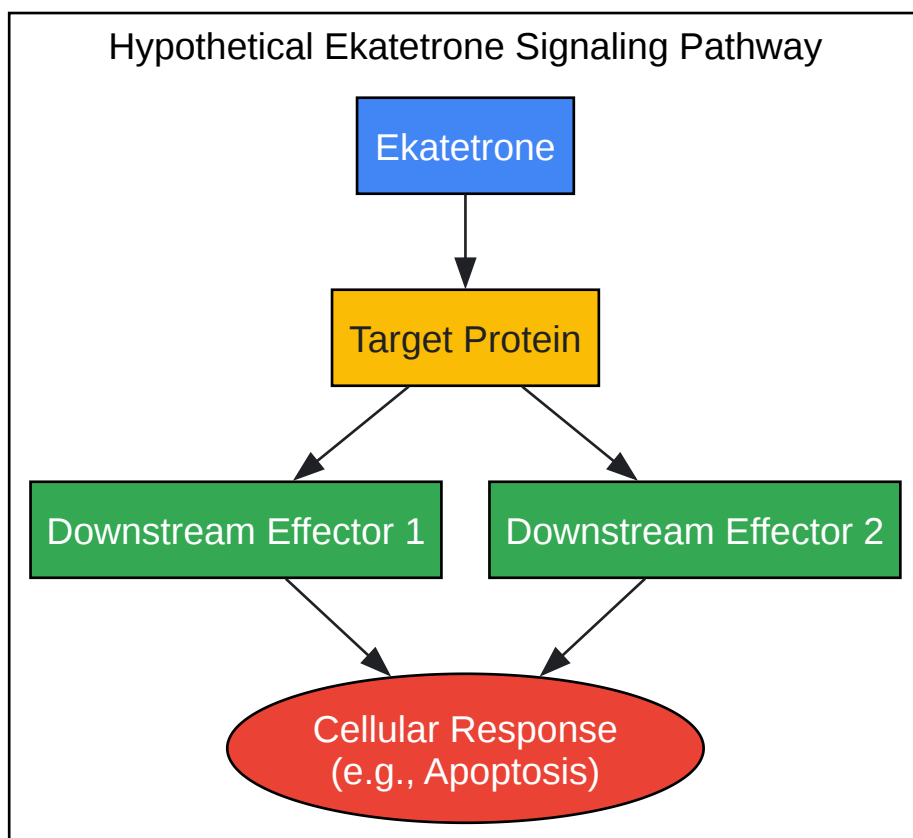 Hypothetical Ekatetrone Signaling Pathway
Ekatetrone
Target Protein
Downstream Effector 1
Downstream Effector 2
Cellular Response
(e.g., Apoptosis)